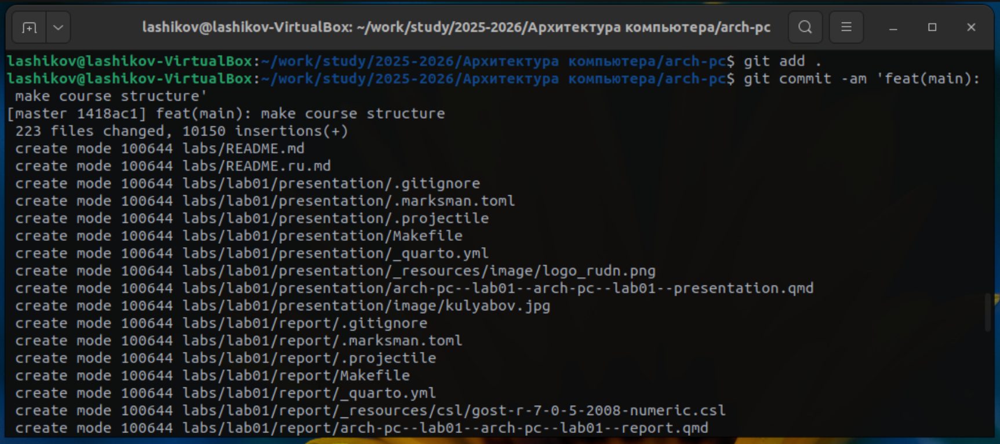 lashikov@lashikov-VirtualBox: ~/work/study/2025-2026/Архитектура компьютера/arch-pc
lashikov@lashikov-VirtualBox:~/work/study/2025-2026/Архитектура компьютера/arch-pc$ git add .
lashikov@lashikov-VirtualBox:~/work/study/2025-2026/Архитектура компьютера/arch-pc$ git commit -am 'feat(main):
 make course structure'
[master 1418ac1] feat(main): make course structure
 223 files changed, 10150 insertions(+)
 create mode 100644 labs/README.md
 create mode 100644 labs/README.ru.md
 create mode 100644 labs/lab01/presentation/.gitignore
 create mode 100644 labs/lab01/presentation/.marksman.toml
 create mode 100644 labs/lab01/presentation/.projectile
 create mode 100644 labs/lab01/presentation/Makefile
 create mode 100644 labs/lab01/presentation/_quarto.yml
 create mode 100644 labs/lab01/presentation/_resources/image/logo_rudn.png
 create mode 100644 labs/lab01/presentation/arch-pc--lab01--arch-pc--lab01--presentation.qmd
 create mode 100644 labs/lab01/presentation/image/kulyabov.jpg
 create mode 100644 labs/lab01/report/.gitignore
 create mode 100644 labs/lab01/report/.marksman.toml
 create mode 100644 labs/lab01/report/.projectile
 create mode 100644 labs/lab01/report/Makefile
 create mode 100644 labs/lab01/report/_quarto.yml
 create mode 100644 labs/lab01/report/_resources/csl/gost-r-7-0-5-2008-numeric.csl
 create mode 100644 labs/lab01/report/arch-pc--lab01--arch-pc--lab01--report.qmd